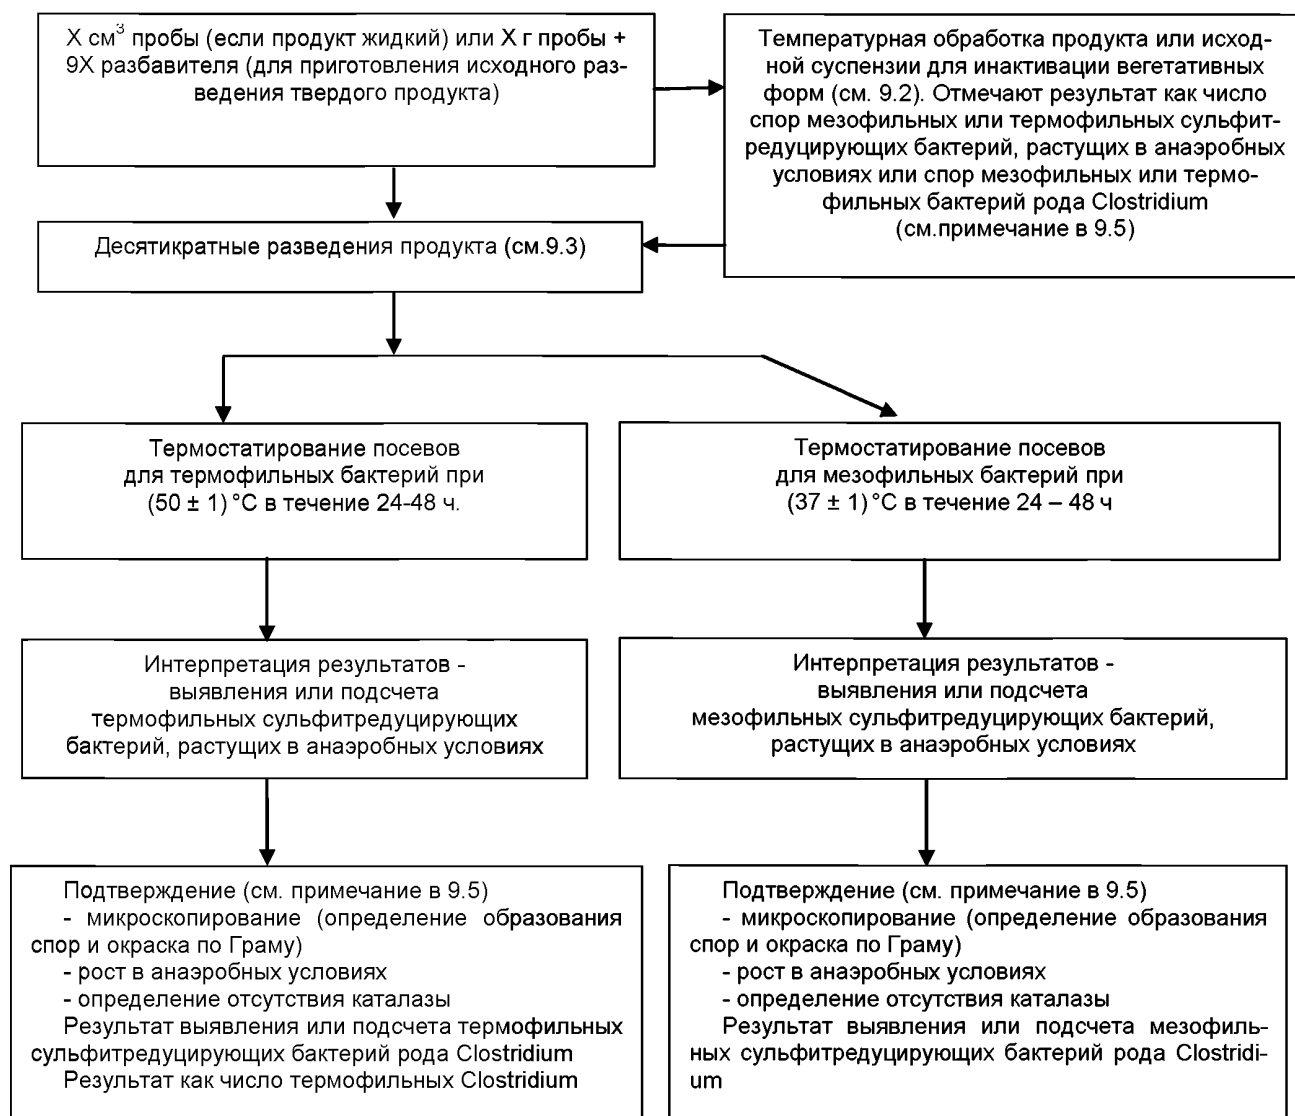 X см³ пробы (если продукт жидкий) или X г пробы +
9X разбавителя (для приготовления исходного раз-
ведения твердого продукта)
Температурная обработка продукта или исход-
ной суспензии для инактивации вегетативных
форм (см. 9.2). Отмечают результат как число
спор мезофильных или термофильных сульфит-
редуцирующих бактерий, растущих в анаэробных
условиях или спор мезофильных или термо-
фильных бактерий рода Clostridium
(см.примечание в 9.5)
Десятикратные разведения продукта (см.9.3)
Термостатирование посевов
для термофильных бактерий при
(50 ± 1) °C в течение 24-48 ч.
Термостатирование посевов
для мезофильных бактерий при
(37 ± 1) °C в течение 24 – 48 ч
Интерпретация результатов -
выявления или подсчета
термофильных сульфитредуцирующих
бактерий, растущих в анаэробных условиях
Интерпретация результатов -
выявления или подсчета
мезофильных сульфитредуцирующих бактерий,
растущих в анаэробных условиях
Подтверждение (см. примечание в 9.5)
- микроскопирование (определение образования
спор и окраска по Граму)
- рост в анаэробных условиях
- определение отсутствия каталазы
Результат выявления или подсчета термофильных
сульфитредуцирующих бактерий рода Clostridium
Результат как число термофильных Clostridium
Подтверждение (см. примечание в 9.5)
- микроскопирование (определение образования
спор и окраска по Граму)
- рост в анаэробных условиях
- определение отсутствия каталазы
Результат выявления или подсчета мезофиль-
ных сульфитредуцирующих бактерий рода Clostridi-
um